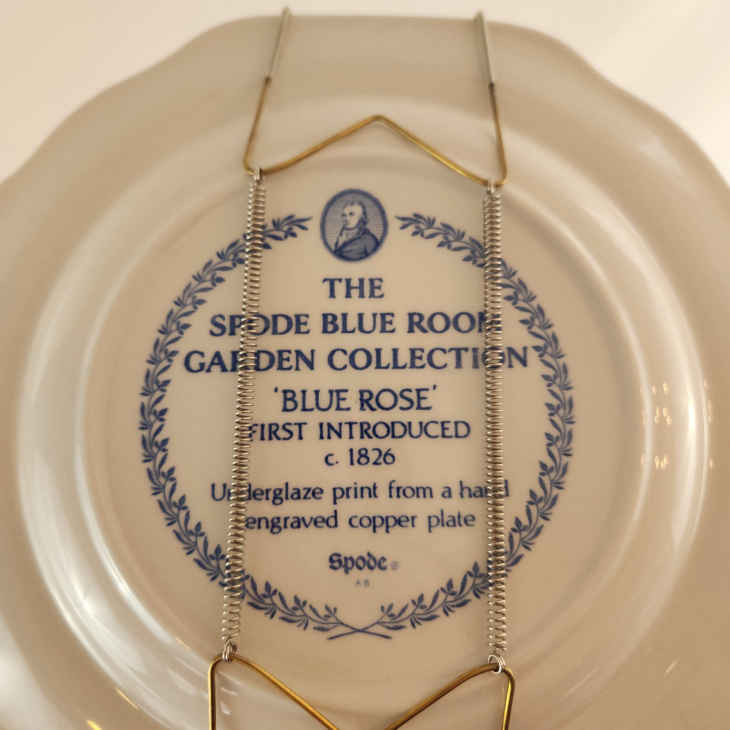 THE
SPODE BLUE ROOM
GARDEN COLLECTION
'BLUE ROSE'
FIRST INTRODUCED
c. 1826
Underglaze print from a hand
engraved copper plate
Spode®